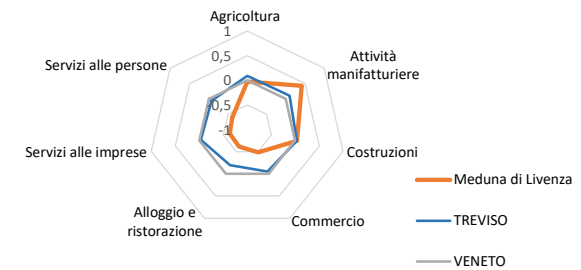 Agricoltura
1
0,5
0
-0,5
-1
Attività
manifatturiere
Costruzioni
Commercio
Alloggio e
ristorazione
Servizi alle imprese
Servizi alle persone
Meduna di Livenza
TREVISO
VENETO